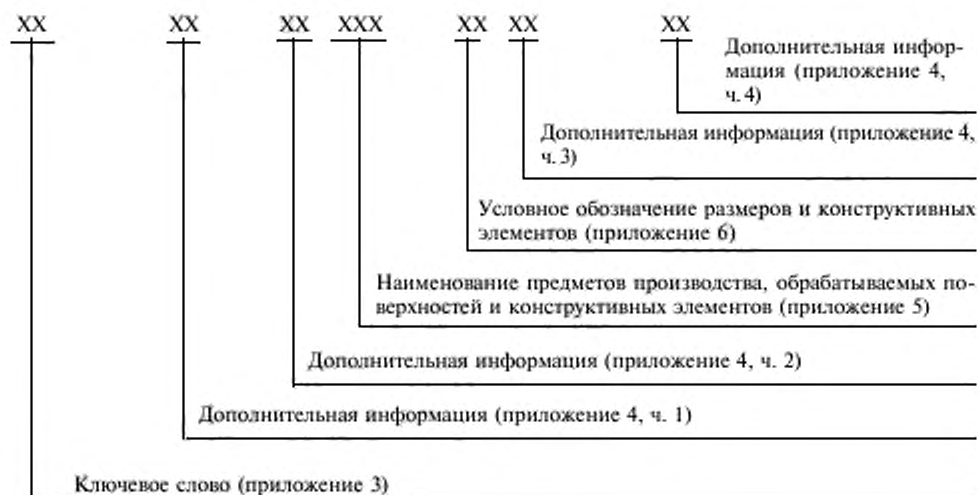 XX XX XX XXX XX XX XX
Дополнительная инфор-
мация (приложение 4,
ч. 4)
Дополнительная информация (приложение 4,
ч. 3)
Условное обозначение размеров и конструктивных
элементов (приложение 6)
Наименование предметов производства, обрабатываемых по-
верхностей и конструктивных элементов (приложение 5)
Дополнительная информация (приложение 4, ч. 2)
Дополнительная информация (приложение 4, ч. 1)
Ключевое слово (приложение 3)